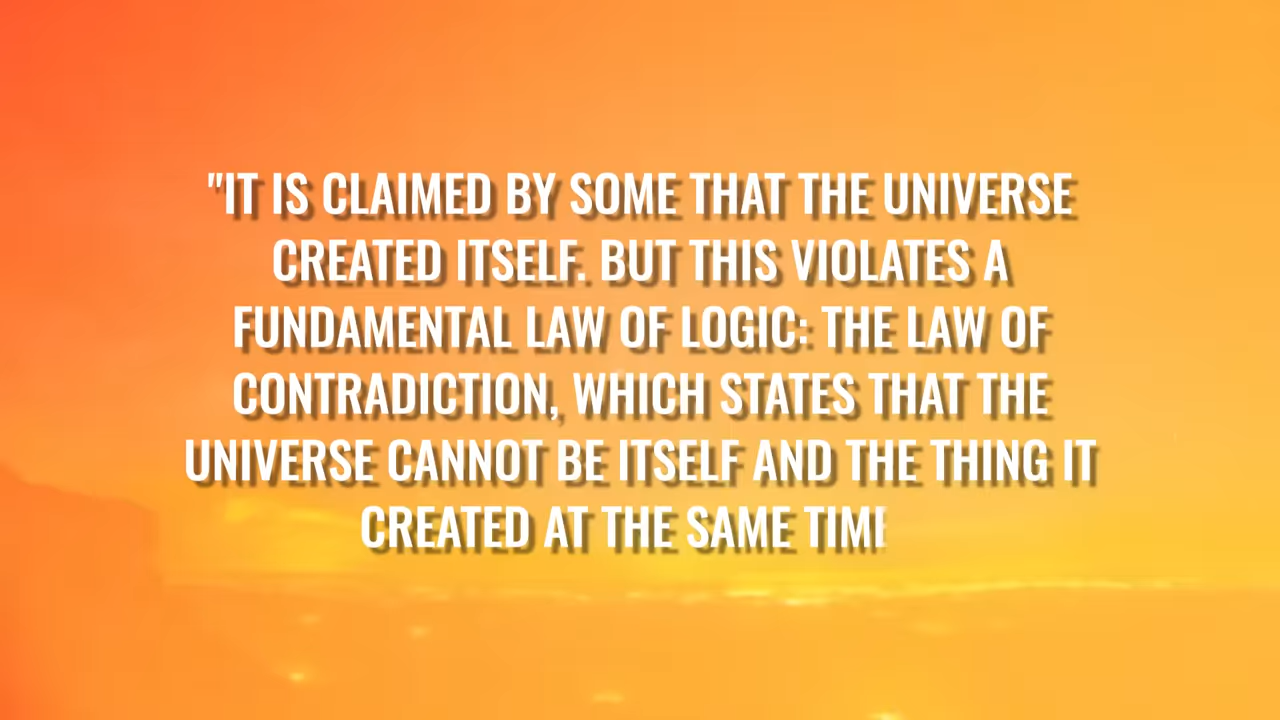 "IT IS CLAIMED BY SOME THAT THE UNIVERSE
CREATED ITSELF. BUT THIS VIOLATES A
FUNDAMENTAL LAW OF LOGIC: THE LAW OF
CONTRADICTION, WHICH STATES THAT THE
UNIVERSE CANNOT BE ITSELF AND THE THING IT
CREATED AT THE SAME